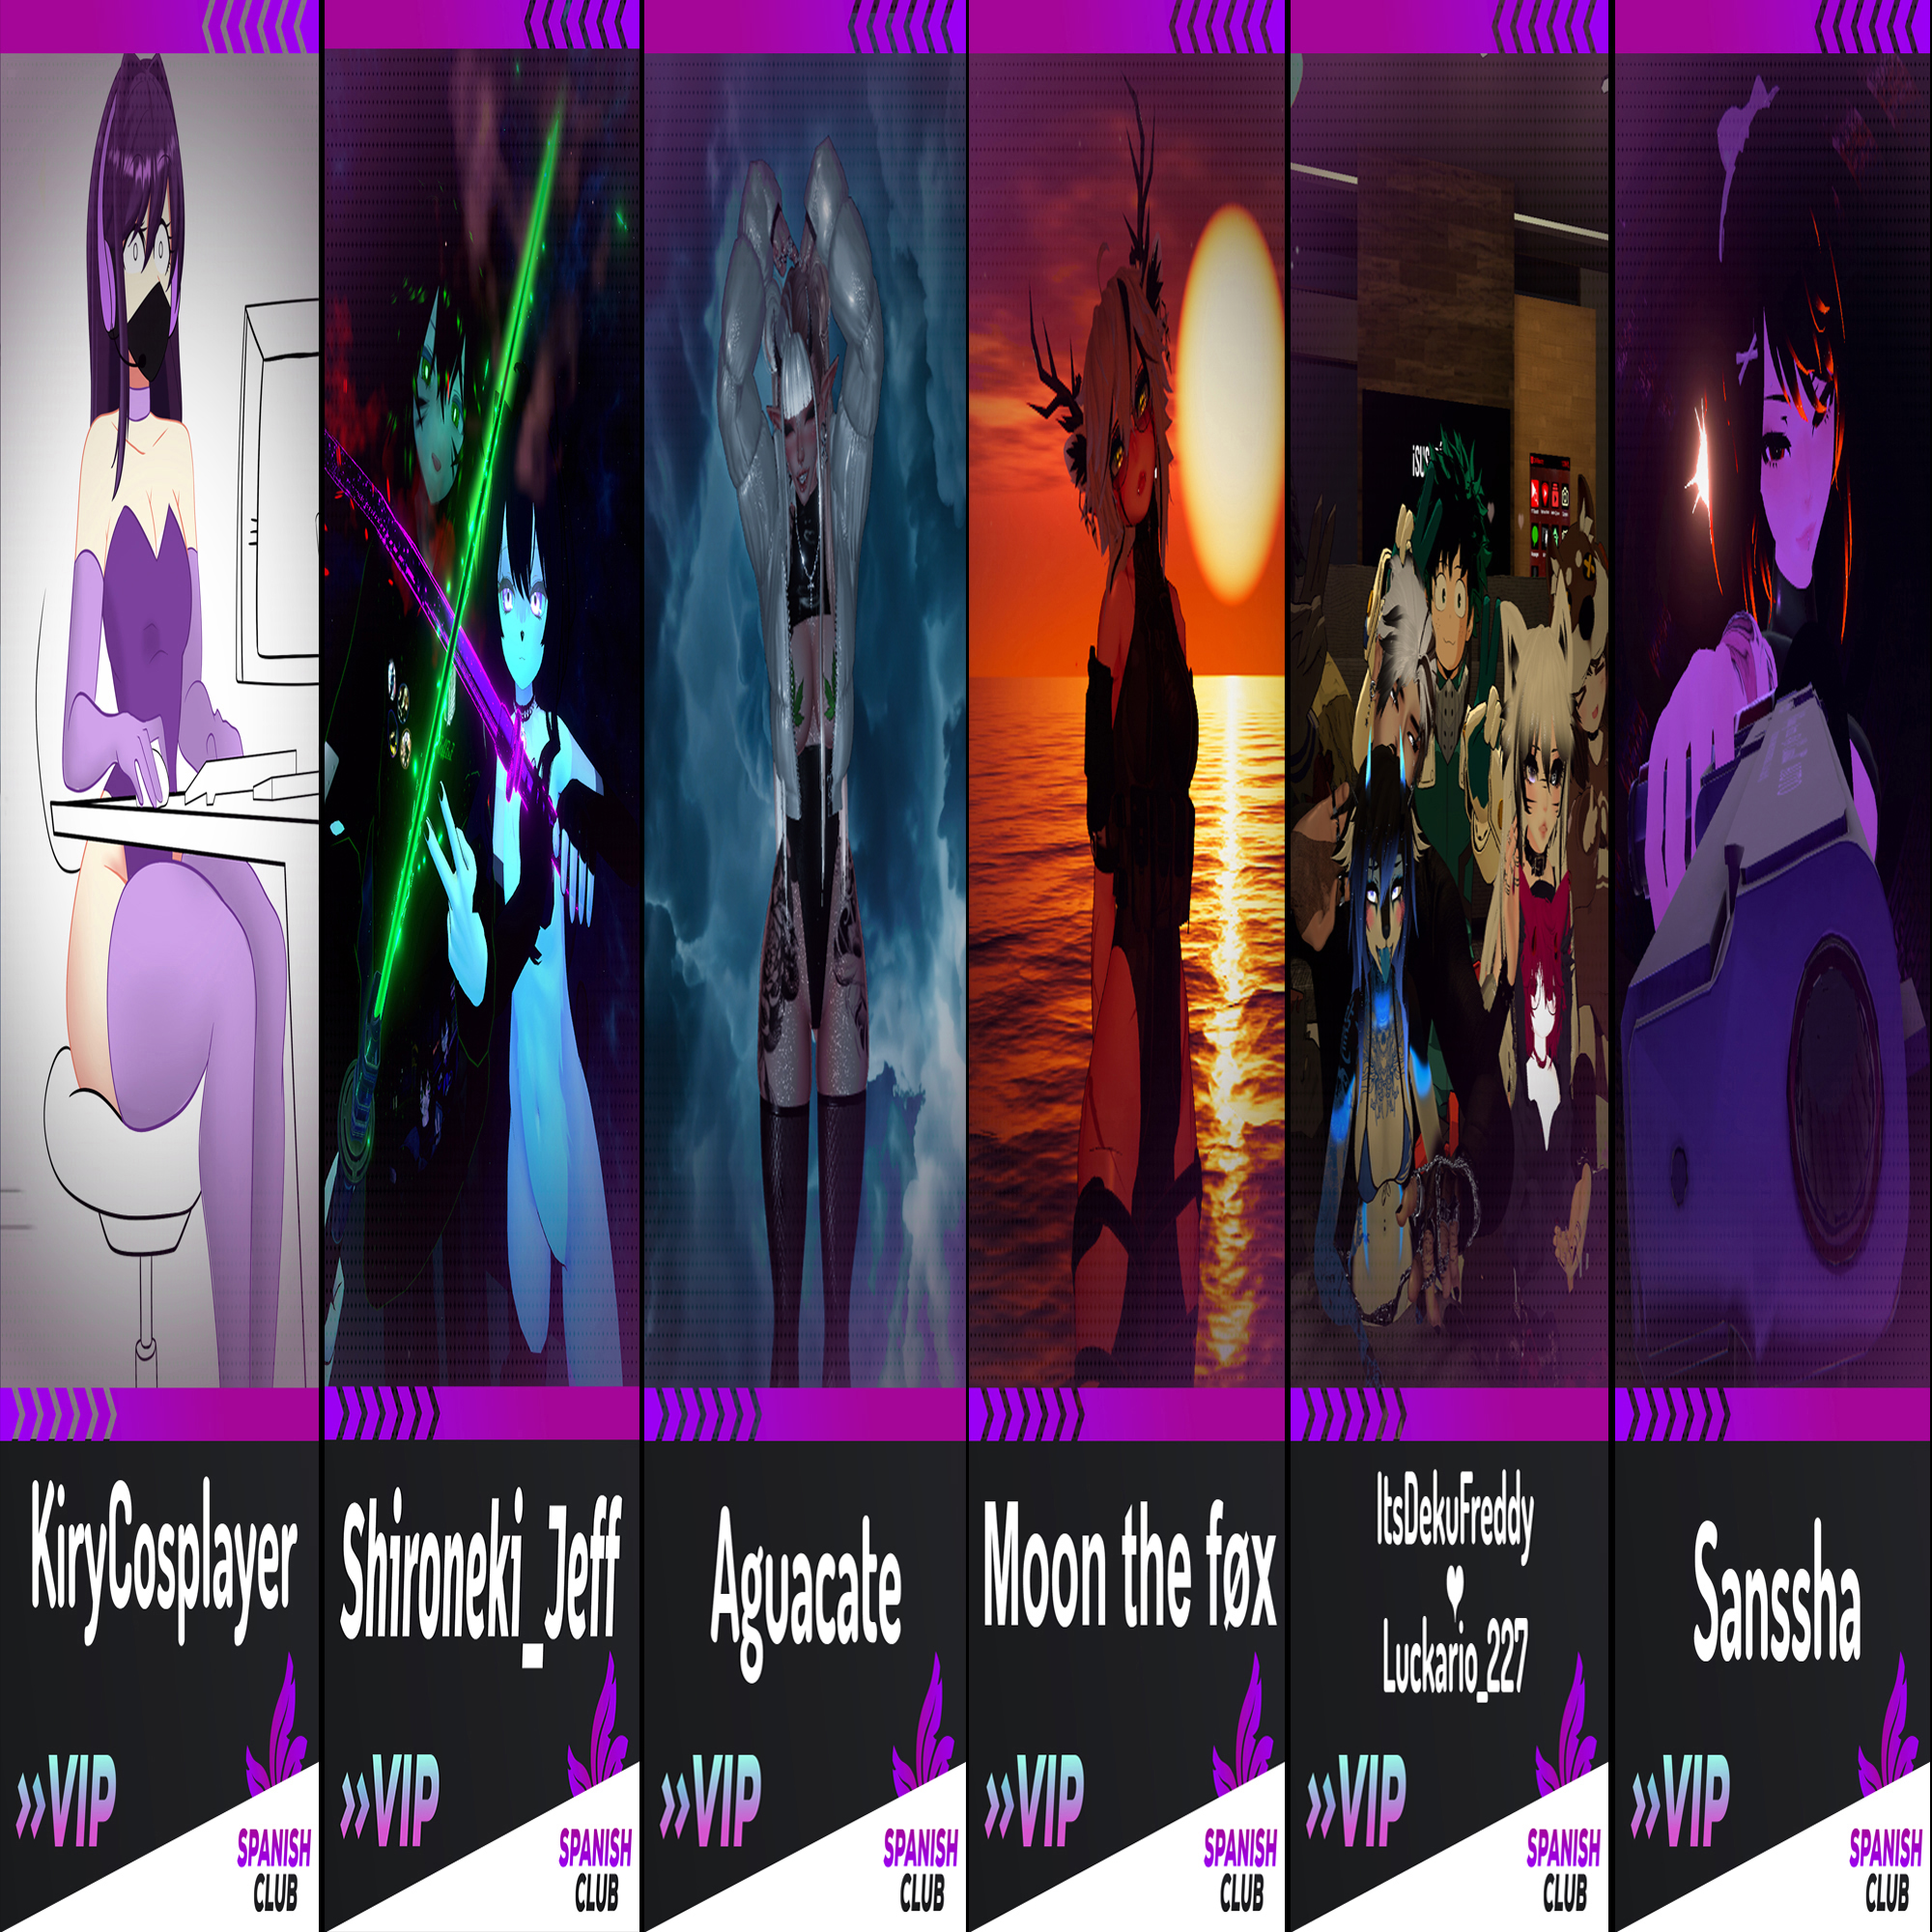 KiryCosplayer
»VIP
SPANISH
CLUB
Shironeki_Jeff
»VIP
SPANISH
CLUB
Aguacate
»VIP
SPANISH
CLUB
Moon the føx
»VIP
SPANISH
CLUB
ItsDekuFreddy
♥
Luckario_227
»VIP
SPANISH
CLUB
Sanssha
»VIP
SPANISH
CLUB